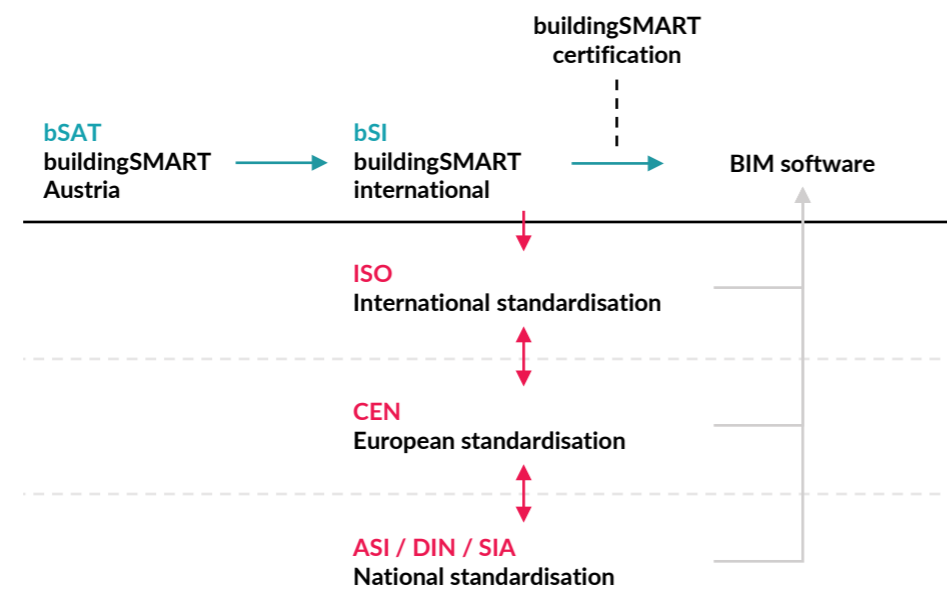 buildingSMART
certification
bSAT
buildingSMART
Austria
bSI
buildingSMART
international
BIM software
ISO
International standardisation
CEN
European standardisation
ASI / DIN / SIA
National standardisation